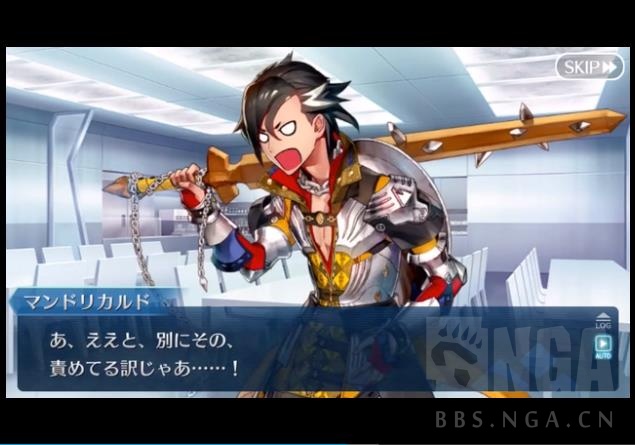 SKIP
マンドリカルド
あ、ええと、別にその、
責めてる訳じゃあ……！
LOG
AUTO
NGA
BBS.NGA.CN